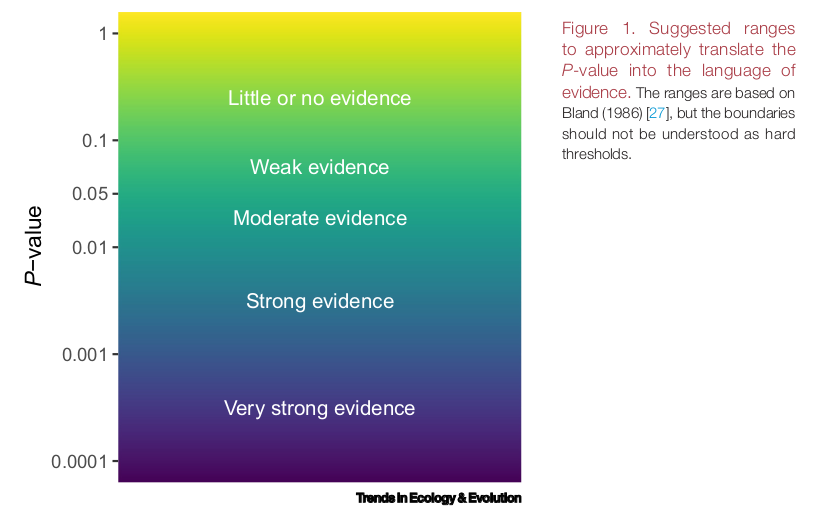 1
Little or no evidence
0.1
Weak evidence
0.05
Moderate evidence
0.01
Strong evidence
0.001
Very strong evidence
0.0001
P–value
Trends in Ecology & Evolution
Figure 1. Suggested ranges
to approximately translate the
P-value into the language of
evidence. The ranges are based on
Bland (1986) [27], but the boundaries
should not be understood as hard
thresholds.